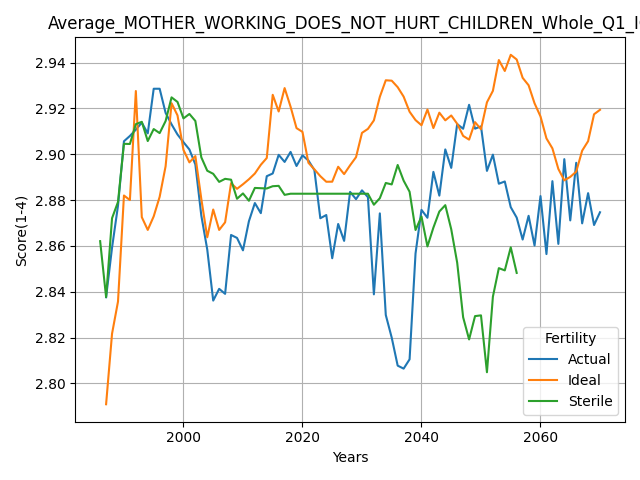 Average_MOTHER_WORKING_DOES_NOT_HURT_CHILDREN_Whole_Q1_I
Score(1-4)
2.94
2.92
2.90
2.88
2.86
2.84
2.82
2.80
2000
2020
2040
2060
Years
Fertility
Actual
Ideal
Sterile